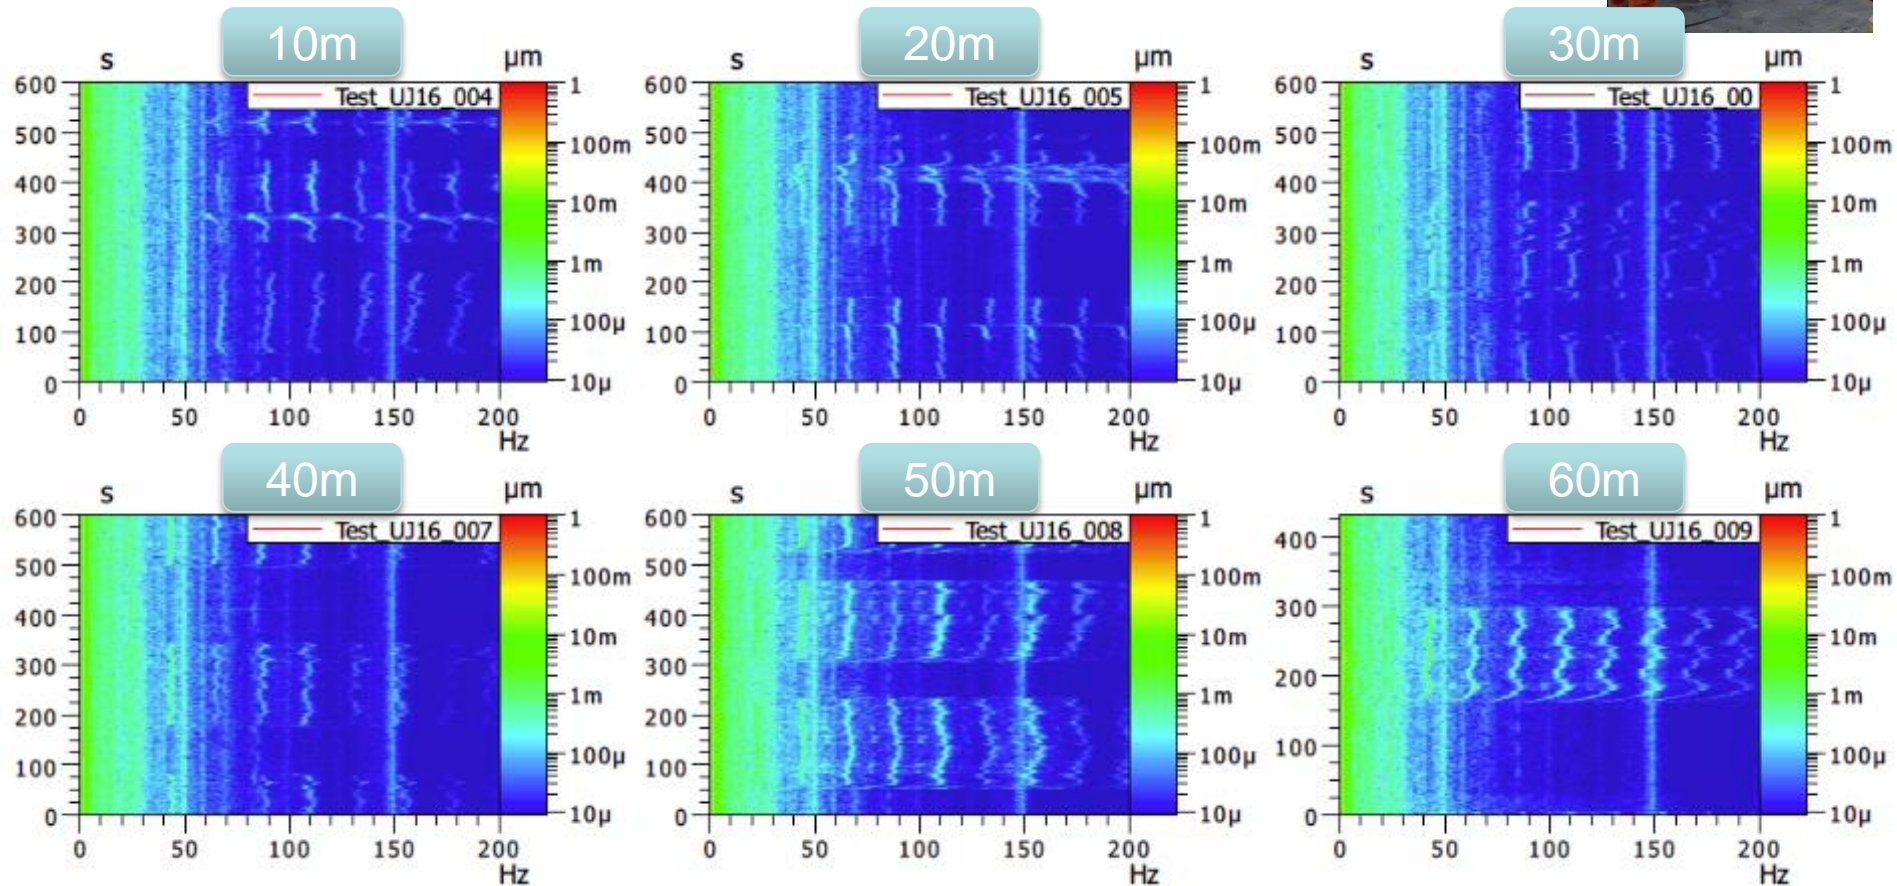 10m
20m
30m
s
µm
s
µm
s
µm
Test_UJ16_004
Test_UJ16_005
Test_UJ16_00
600
500
400
300
200
100
0
1
100m
10m
1m
100µ
10µ
0
50
100
150
200
Hz
600
500
400
300
200
100
0
1
100m
10m
1m
100µ
10µ
0
50
100
150
200
Hz
600
500
400
300
200
100
0
1
100m
10m
1m
100µ
10µ
0
50
100
150
200
Hz
40m
50m
60m
s
µm
s
µm
s
µm
Test_UJ16_007
Test_UJ16_008
Test_UJ16_009
600
500
400
300
200
100
0
1
100m
10m
1m
100µ
10µ
0
50
100
150
200
Hz
600
500
400
300
200
100
0
1
100m
10m
1m
100µ
10µ
0
50
100
150
200
Hz
400
300
200
100
0
1
100m
10m
1m
100µ
10µ
0
50
100
150
200
Hz